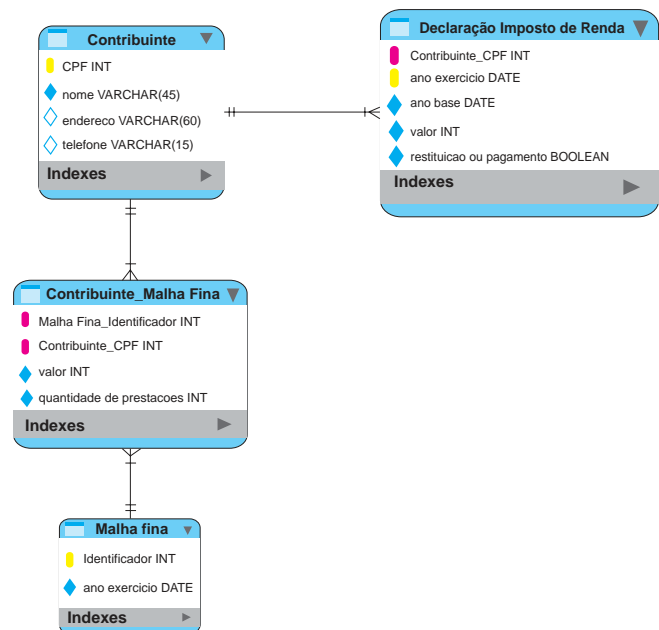 Contribuinte
CPF INT
nome VARCHAR(45)
endereco VARCHAR(60)
telefone VARCHAR(15)
Indexes
Declaração Imposto de Renda
Contribuinte_CPF INT
ano exercicio DATE
ano base DATE
valor INT
restituicao ou pagamento BOOLEAN
Indexes
Contribuinte_Malha Fina
Malha Fina_Identificador INT
Contribuinte_CPF INT
valor INT
quantidade de prestacoes INT
Indexes
Malha fina
Identificador INT
ano exercicio DATE
Indexes